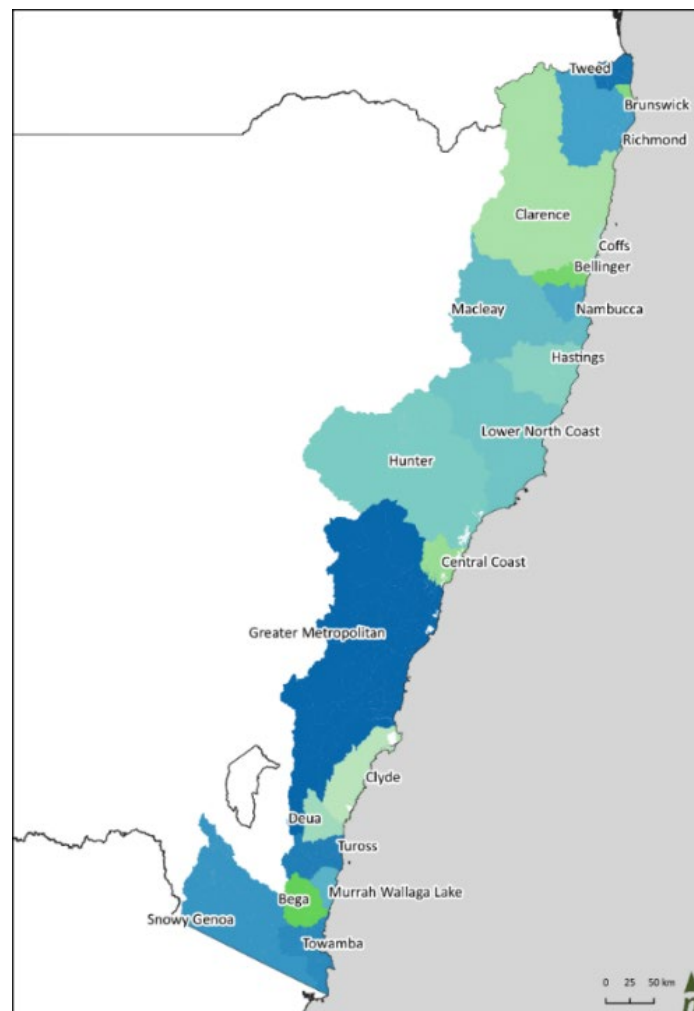 Tweed
Brunswick
Richmond
Clarence
Coffs
Bellinger
Macleay
Nambucca
Hastings
Lower North Coast
Hunter
Central Coast
Greater Metropolitan
Clyde
Deua
Tuross
Bega
Murrah Wallaga Lake
Snowy Genoa
Towamba
0 25 50 km